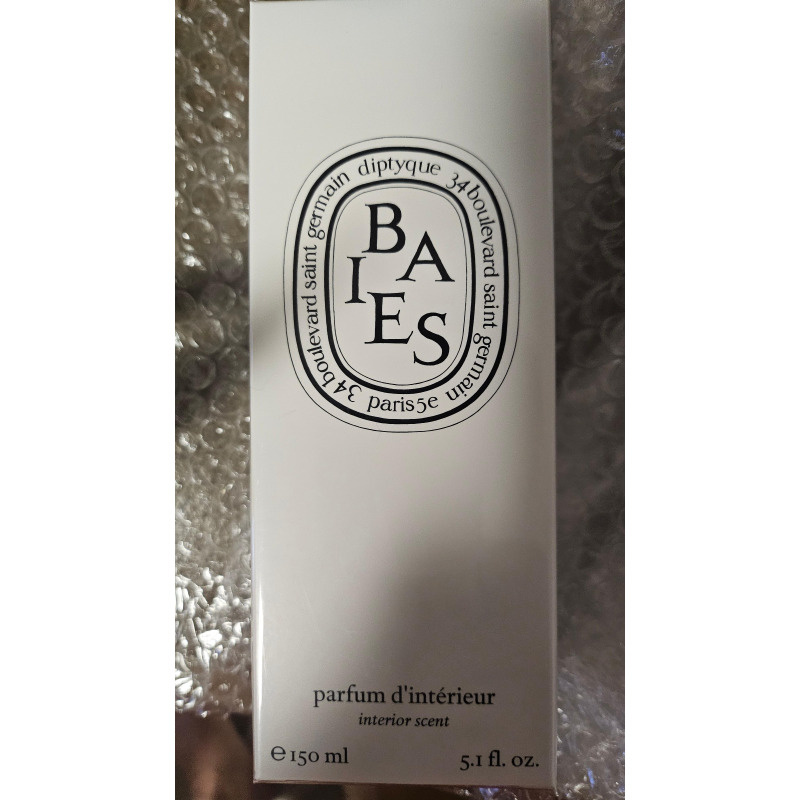 diptyque 34 boulevard saint germain paris 5e 34 boulevard saint germain
BA
IES
parfum d'intérieur
interior scent
℮ 150 ml 5.1 fl. oz.